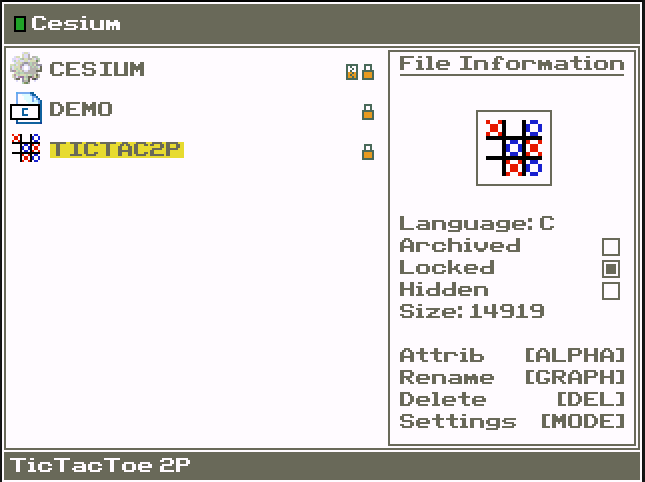 Cesium
CESIUM
DEMO
TICTAC2P
File Information
Language: C
Archived
Locked
Hidden
Size: 14919
Attrib [ALPHA]
Rename [GRAPH]
Delete [DEL]
Settings [MODE]
TicTacToe 2P